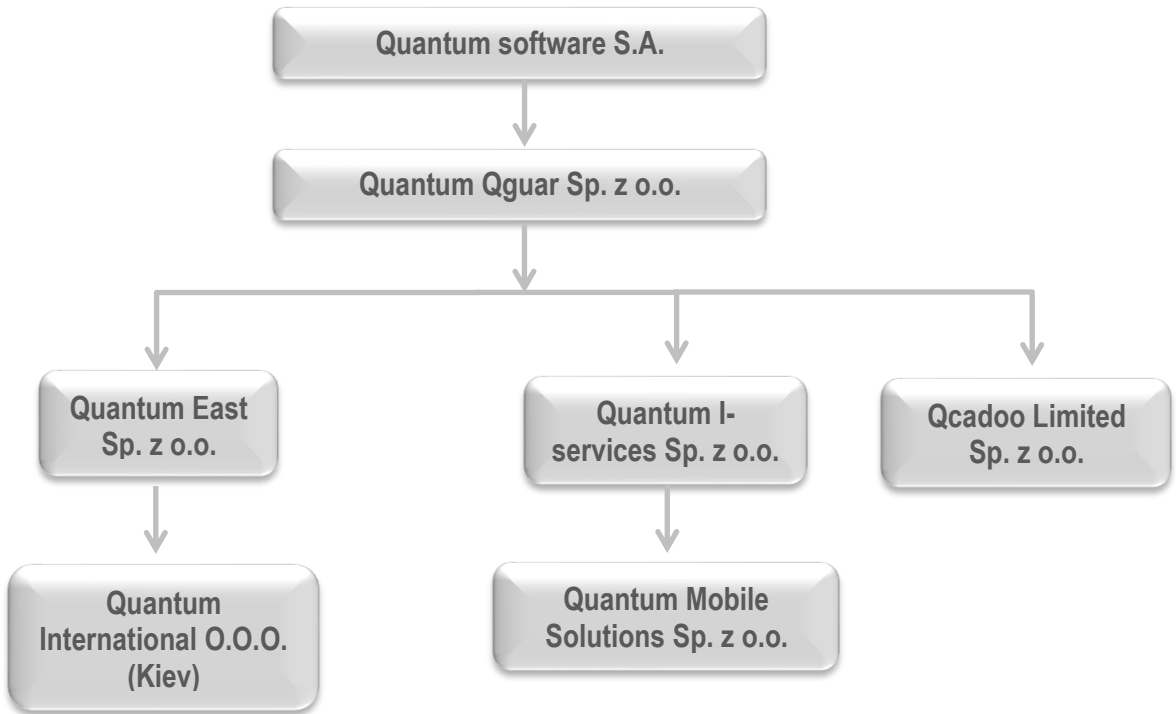 Quantum software S.A.
Quantum Qguar Sp. z o.o.
Quantum East
Sp. z o.o.
Quantum I-
services Sp. z o.o.
Qcadoo Limited
Sp. z o.o.
Quantum
International O.O.O.
(Kiev)
Quantum Mobile
Solutions Sp. z o.o.